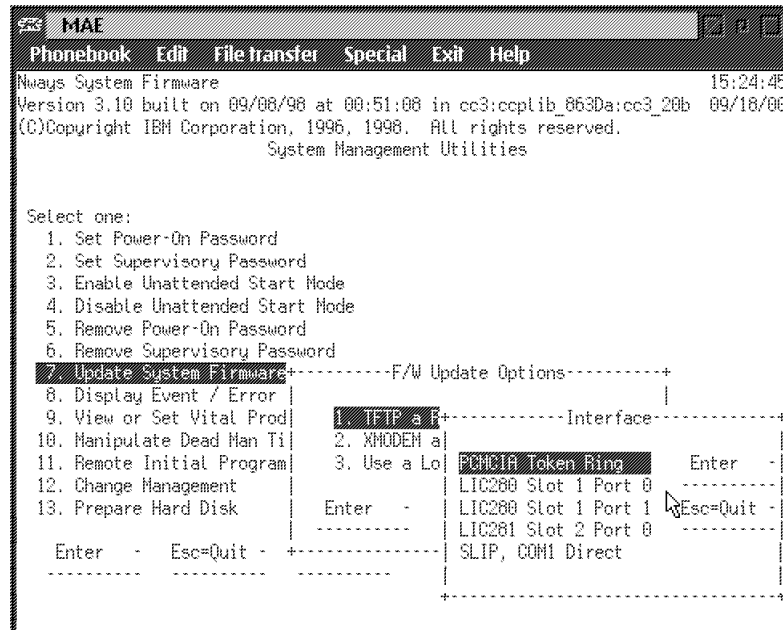 MAE
Phonebook Edit File transfer Special Exit Help
Nways System Firmware 15:24:45
Version 3.10 built on 09/08/98 at 00:51:08 in cc3:ccplib_863Da:cc3_20b 09/18/00
(C)Copyright IBM Corporation, 1996, 1998. All rights reserved.
System Management Utilities
Select one:
1. Set Power-On Password
2. Set Supervisory Password
3. Enable Unattended Start Mode
4. Disable Unattended Start Mode
5. Remove Power-On Password
6. Remove Supervisory Password
7. Update System Firmware
8. Display Event / Error
9. View or Set Vital Prod
10. Manipulate Dead Man Ti
11. Remote Initial Program
12. Change Management
13. Prepare Hard Disk
Enter - Esc=Quit -
F/W Update Options
1. TFTP a F
2. XMODEM a
3. Use a Lo
Enter -
Interface
PCMCIA Token Ring
LIC280 Slot 1 Port 0
LIC280 Slot 1 Port 1
LIC281 Slot 2 Port 0
SLIP, COM1 Direct
Enter -
Esc=Quit -